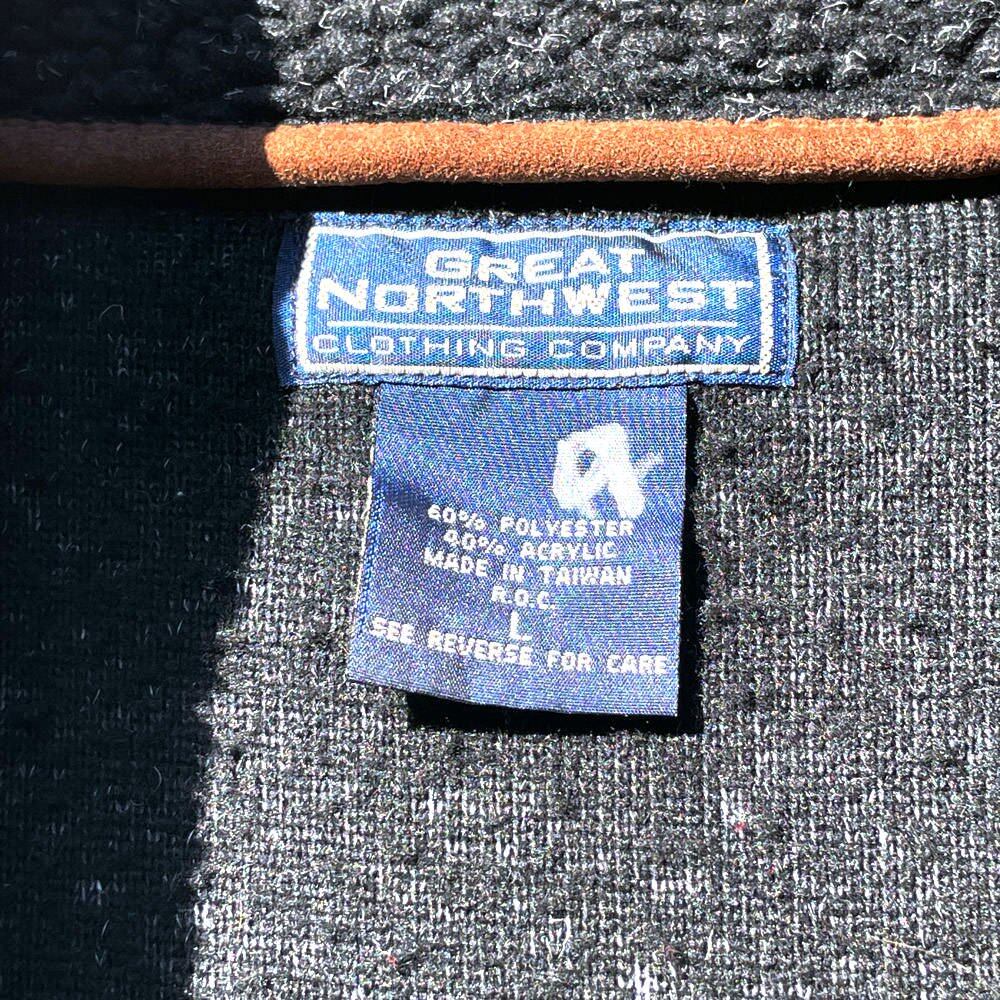 GREAT
NORTHWEST
CLOTHING COMPANY
60% POLYESTER
40% ACRYLIC
MADE IN TAIWAN
R.O.C.
L
SEE REVERSE FOR CARE